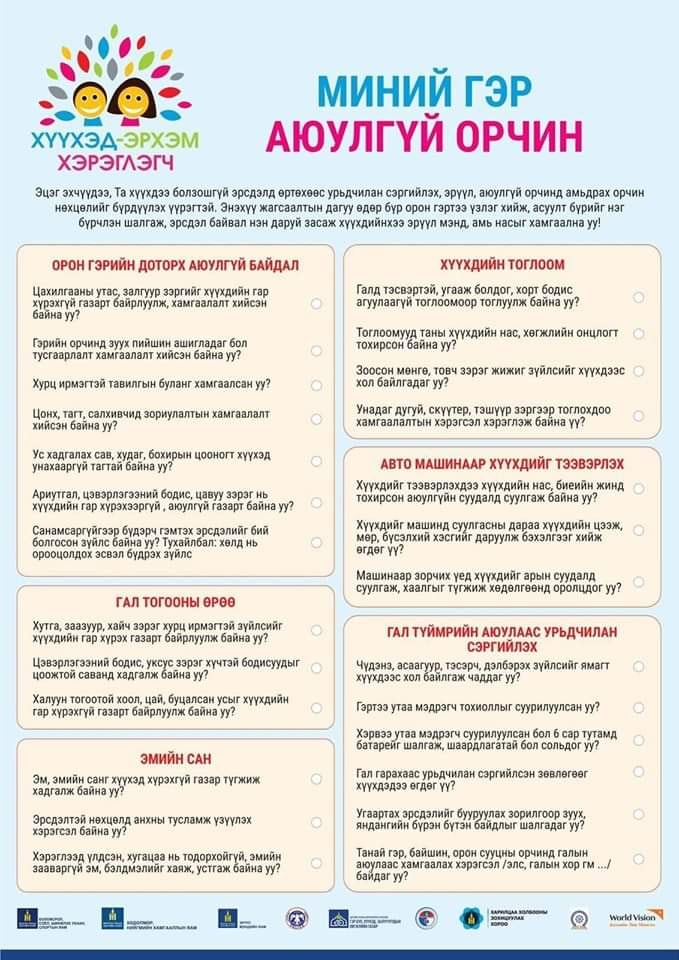 ХҮҮХЭД-ЭРХЭМ
ХЭРЭГЛЭГЧ
МИНИЙ ГЭР
АЮУЛГҮЙ ОРЧИН
Эцэг эхчүүдээ, Та хүүхдээ болзошгүй эрсдэлд өртөхөөс урьдчилан сэргийлэх, эрүүл, аюулгүй орчинд амьдрах орчин
нөхцөлийг бүрдүүлэх үүрэгтэй. Энэхүү жагсаалтын дагуу өдөр бүр орон гэртээ үзлэг хийж, асуулт бүрийг нэг
бүрчлэн шалгаж, эрсдэл байвал нэн даруй засаж хүүхдийнхээ эрүүл мэнд, амь насыг хамгаална уу!
ОРОН ГЭРИЙН ДОТОРХ АЮУЛГҮЙ БАЙДАЛ
Цахилгааны утас, залгуур зэргийг хүүхдийн гар
хүрэхгүй газарт байрлуулж, хамгаалалт хийсэн
байна уу?
Гэрийн орчинд зуух пийшин ашигладаг бол
тусгаарлалт хамгаалалт хийсэн байна уу?
Хурц ирмэгтэй тавилгын буланг хамгаалсан уу?
Цонх, тагт, салхивчид зориулалтын хамгаалалт
хийсэн байна уу?
Ус хадгалах сав, худаг, бохирын цооногт хүүхэд
унахааргүй тагтай байна уу?
Ариутгал, цэвэрлэгээний бодис, цавуу зэрэг нь
хүүхдийн гар хүрэхээргүй , аюулгүй газарт байна уу?
Санамсаргүйгээр бүдэрч гэмтэх эрсдэлийг бий
болгосон зүйлс байна уу? Тухайлбал: хөлд нь
орооцолдох эсвэл бүдрэх зүйлс
ГАЛ ТОГООНЫ ӨРӨӨ
Хутга, заазуур, хайч зэрэг хурц ирмэгтэй зүйлсийг
хүүхдийн гар хүрэх газарт байрлуулж байна уу?
Цэвэрлэгээний бодис, уксус зэрэг хүчтэй бодисуудыг
цоожтой саванд хадгалж байна уу?
Халуун тогоотой хоол, цай, буцалсан усыг хүүхдийн
гар хүрэхгүй газарт байрлуулж байна уу?
ЭМИЙН САН
Эм, эмийн санг хүүхэд хүрэхгүй газар түгжиж
хадгалж байна уу?
Эрсдэлтэй нөхцөлд анхны тусламж үзүүлэх
хэрэгсэл байна уу?
Хэрэглээд үлдсэн, хугацаа нь тодорхойгүй, эмийн
зааваргүй эм, бэлдмэлийг хаяж, устгаж байна уу?
ХҮҮХДИЙН ТОГЛООМ
Галд тэсвэртэй, угааж болдог, хорт бодис
агуулаагүй тоглоомоор тоглуулж байна уу?
Тоглоомууд таны хүүхдийн нас, хөгжлийн онцлогт
тохирсон байна уу?
Зоосон мөнгө, товч зэрэг жижиг зүйлсийг хүүхдээс
хол байлгадаг уу?
Унадаг дугуй, скүүтер, тэшүүр зэргээр тоглохдоо
хамгаалалтын хэрэгсэл хэрэглэж байна үү?
АВТО МАШИНААР ХҮҮХДИЙГ ТЭЭВЭРЛЭХ
Хүүхдийг тээвэрлэхдээ хүүхдийн нас, биеийн жинд
тохирсон аюулгүйн суудалд суулгаж байна уу?
Хүүхдийг машинд суулгасны дараа хүүхдийн цээж,
мөр, бүсэлхий хэсгийг даруулж бэхэлгээг хийж
өгдөг үү?
Машинаар зорчих үед хүүхдийг арын суудалд
суулгаж, хаалгыг түгжиж хөдөлгөөнд оролцдог уу?
ГАЛ ТҮЙМРИЙН АЮУЛААС УРЬДЧИЛАН
СЭРГИЙЛЭХ
Чүдэнз, асаагуур, тэсэрч, дэлбэрэх зүйлсийг ямагт
хүүхдээс хол байлгаж чаддаг уу?
Гэртээ утаа мэдрэгч тохиоллыг суурилуулсан уу?
Хэрвээ утаа мэдрэгч суурилуулсан бол 6 сар тутамд
батарейг шалгаж, шаардлагатай бол сольдог уу?
Гал гарахаас урьдчилан сэргийлсэн зөвлөгөөг
хүүхдэдээ өгдөг үү?
Угаартах эрсдэлийг бууруулах зорилгоор зуух,
яндангийн бүрэн бүтэн байдлыг шалгадаг уу?
Танай гэр, байшин, орон сууцны орчинд галын
аюулаас хамгаалах хэрэгсэл /элс, галын хор гм .../
байдаг уу?
ХӨДӨЛМӨР,
НИЙГМИЙН ХАМГААЛЛЫН ЯАМ
ХАРИЛЦАА ХОЛБООНЫ
ЗОХИЦУУЛАХ
ХОРОО
World Vision